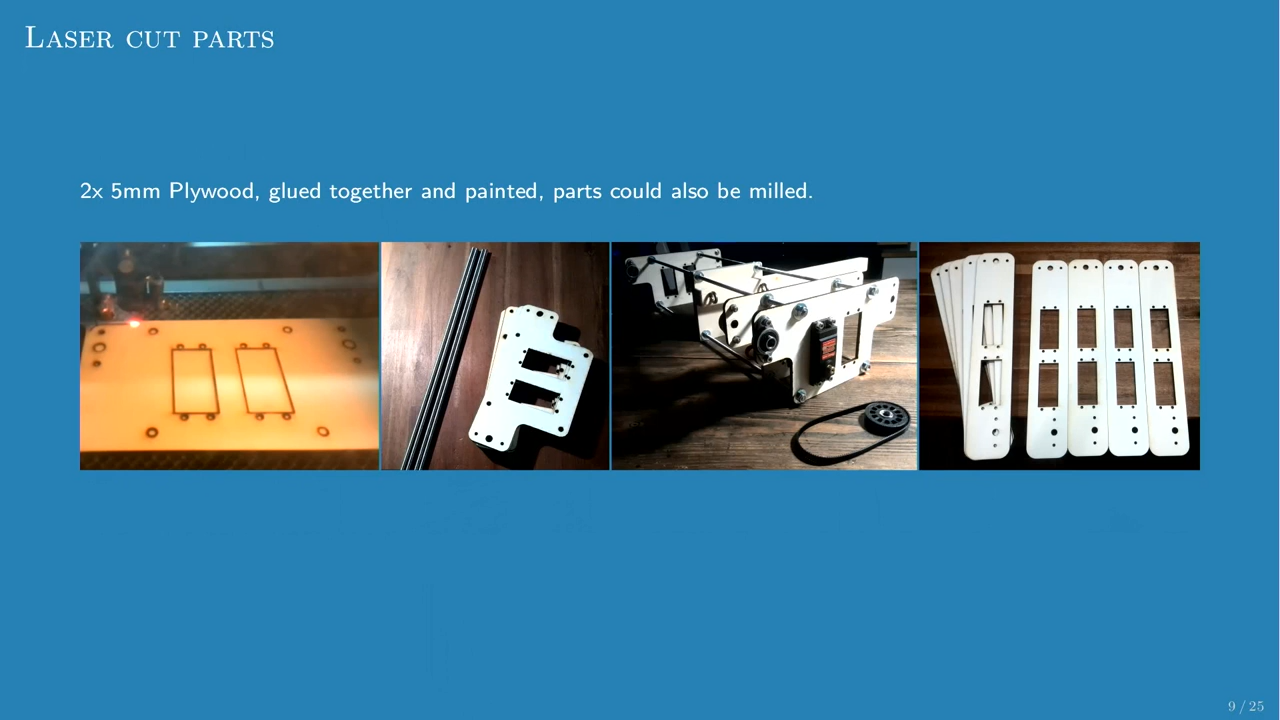 Laser cut parts
2x 5mm Plywood, glued together and painted, parts could also be milled.
9 / 25